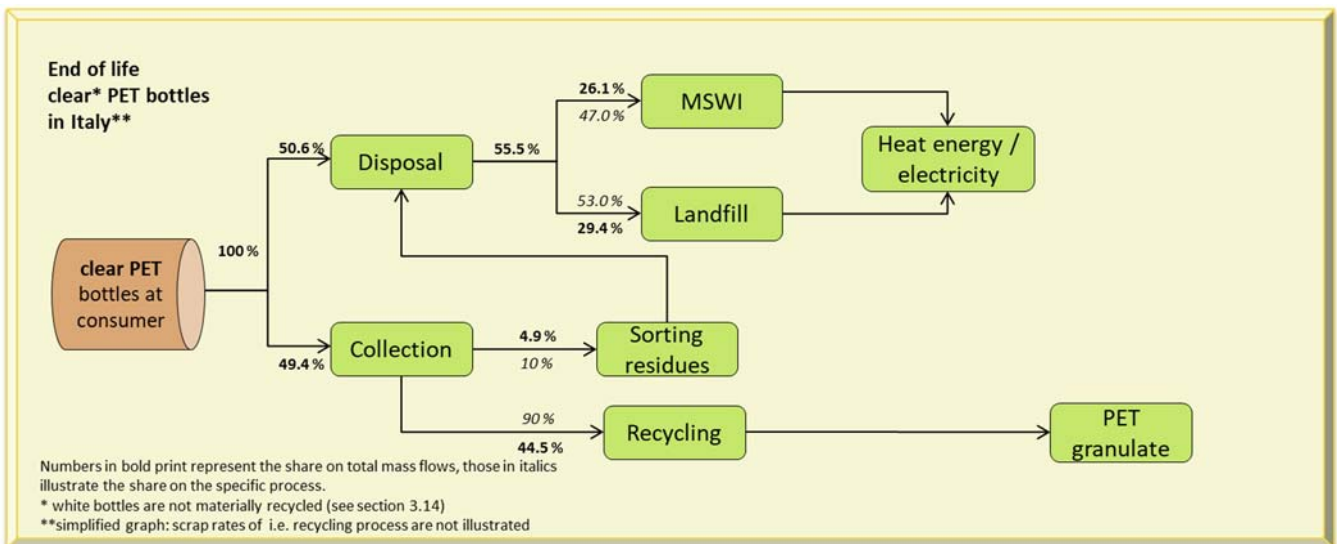 End of life
clear* PET bottles
in Italy**
26.1 %
47.0 %
MSWI
50.6 %
Disposal
55.5 %
Heat energy /
electricity
53.0 %
29.4 %
Landfill
100 %
clear PET
bottles at
consumer
49.4 %
Collection
4.9 %
10 %
Sorting
residues
90 %
44.5 %
Recycling
PET
granulate
Numbers in bold print represent the share on total mass flows, those in italics
illustrate the share on the specific process.
* white bottles are not materially recycled (see section 3.14)
**simplified graph: scrap rates of i.e. recycling process are not illustrated